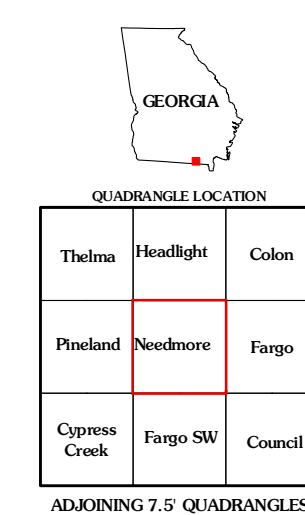 GEORGIA
QUADRANGLE LOCATION
Thelma Headlight Colon
Pineland Needmore Fargo
Cypress
Creek Fargo SW Council
ADJOINING 7.5' QUADRANGLES